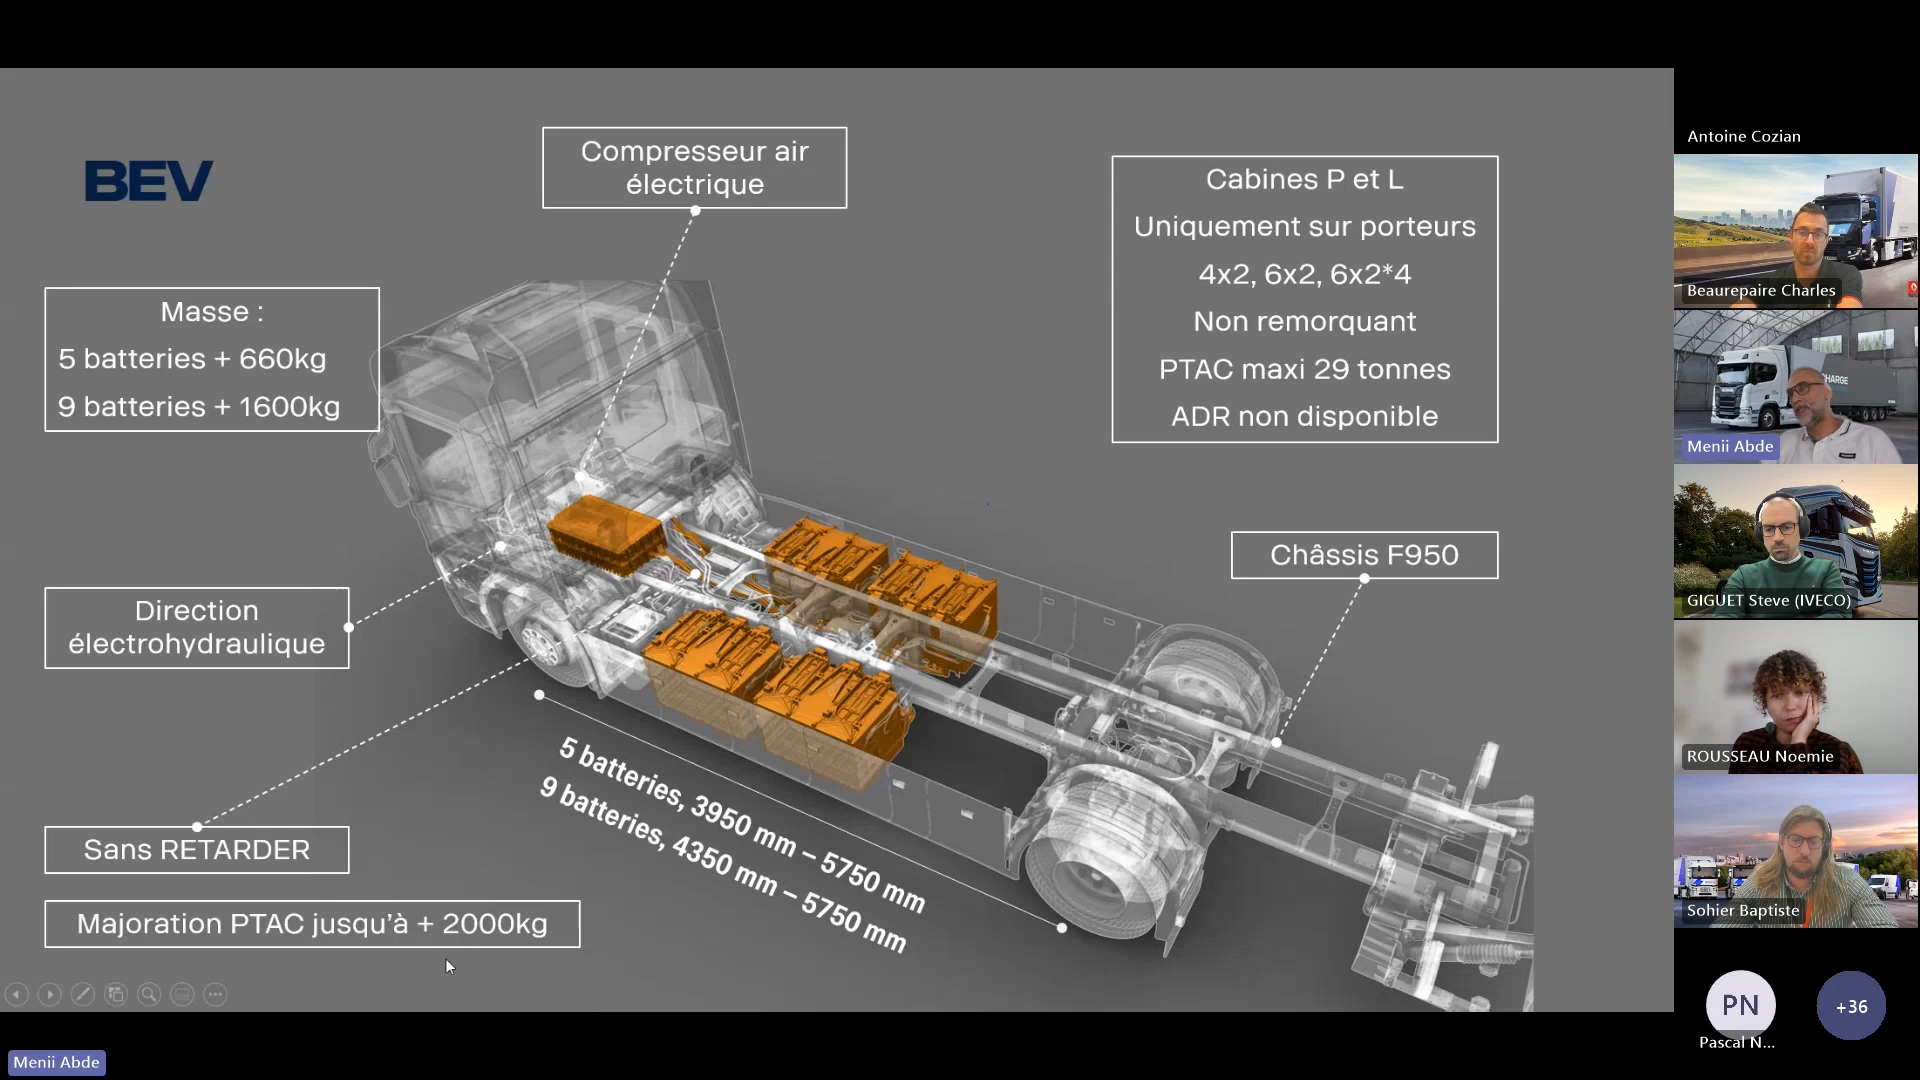 BEV
Compresseur air
électrique
Cabines P et L
Uniquement sur porteurs
4x2, 6x2, 6x2*4
Non remorquant
PTAC maxi 29 tonnes
ADR non disponible
Masse :
5 batteries + 660kg
9 batteries + 1600kg
Châssis F950
Direction
électrohydraulique
5 batteries, 3950 mm – 5750 mm
9 batteries, 4350 mm – 5750 mm
Sans RETARDER
Majoration PTAC jusqu’à + 2000kg
Menii Abde
Antoine Cozian
Beaurepaire Charles
CHARGE
Menii Abde
GIGUET Steve (IVECO)
ROUSSEAU Noemie
Sohier Baptiste
PN
+36
Pascal N...